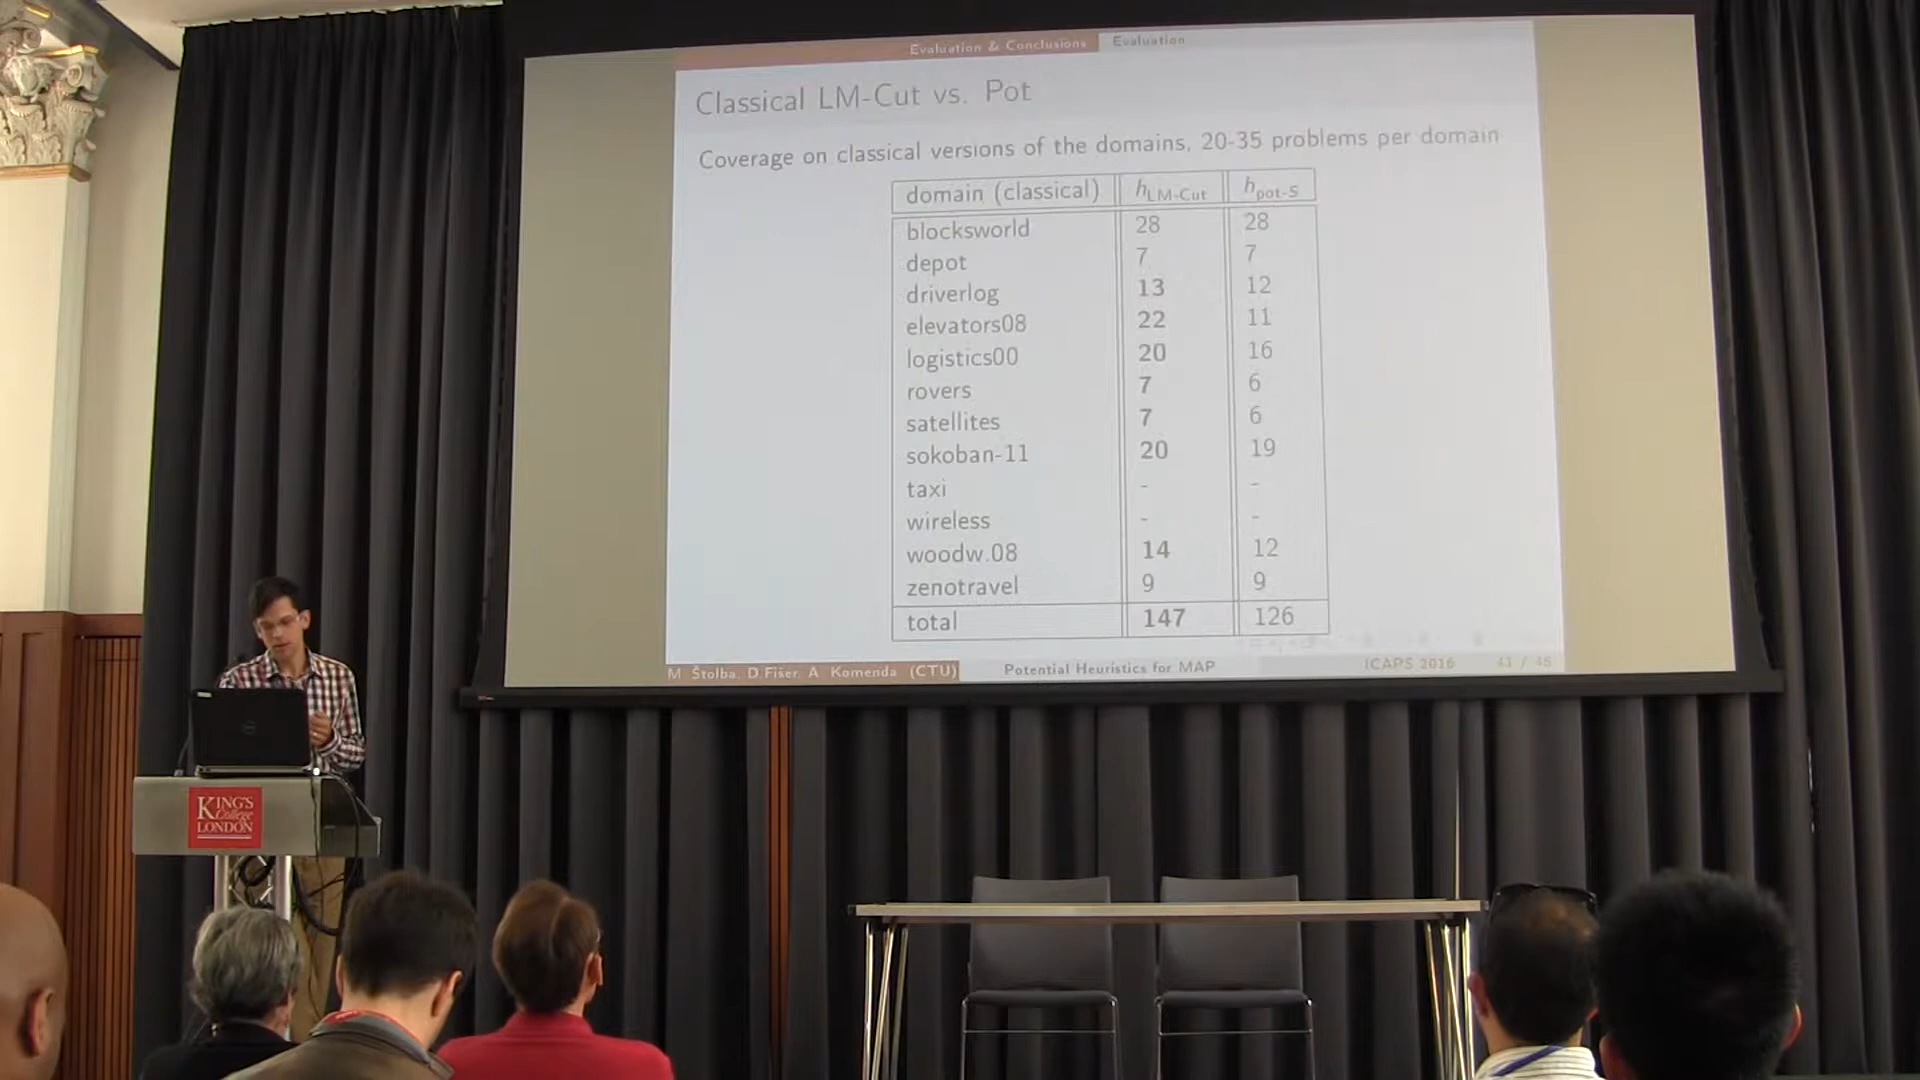 Evaluation & Conclusions Evaluation
Classical LM-Cut vs. Pot
Coverage on classical versions of the domains, 20-35 problems per domain
domain (classical) hLM-Cut hpot-S
blocksworld 28 28
depot 7 7
driverlog 13 12
elevators08 22 11
logistics00 20 16
rovers 7 6
satellites 7 6
sokoban-11 20 19
taxi - -
wireless - -
woodw.08 14 12
zenotravel 9 9
total 147 126
M. Štolba, D.Fišer, A. Komenda (CTU) Potential Heuristics for MAP ICAPS 2016 41 / 45
KING'S
College
LONDON